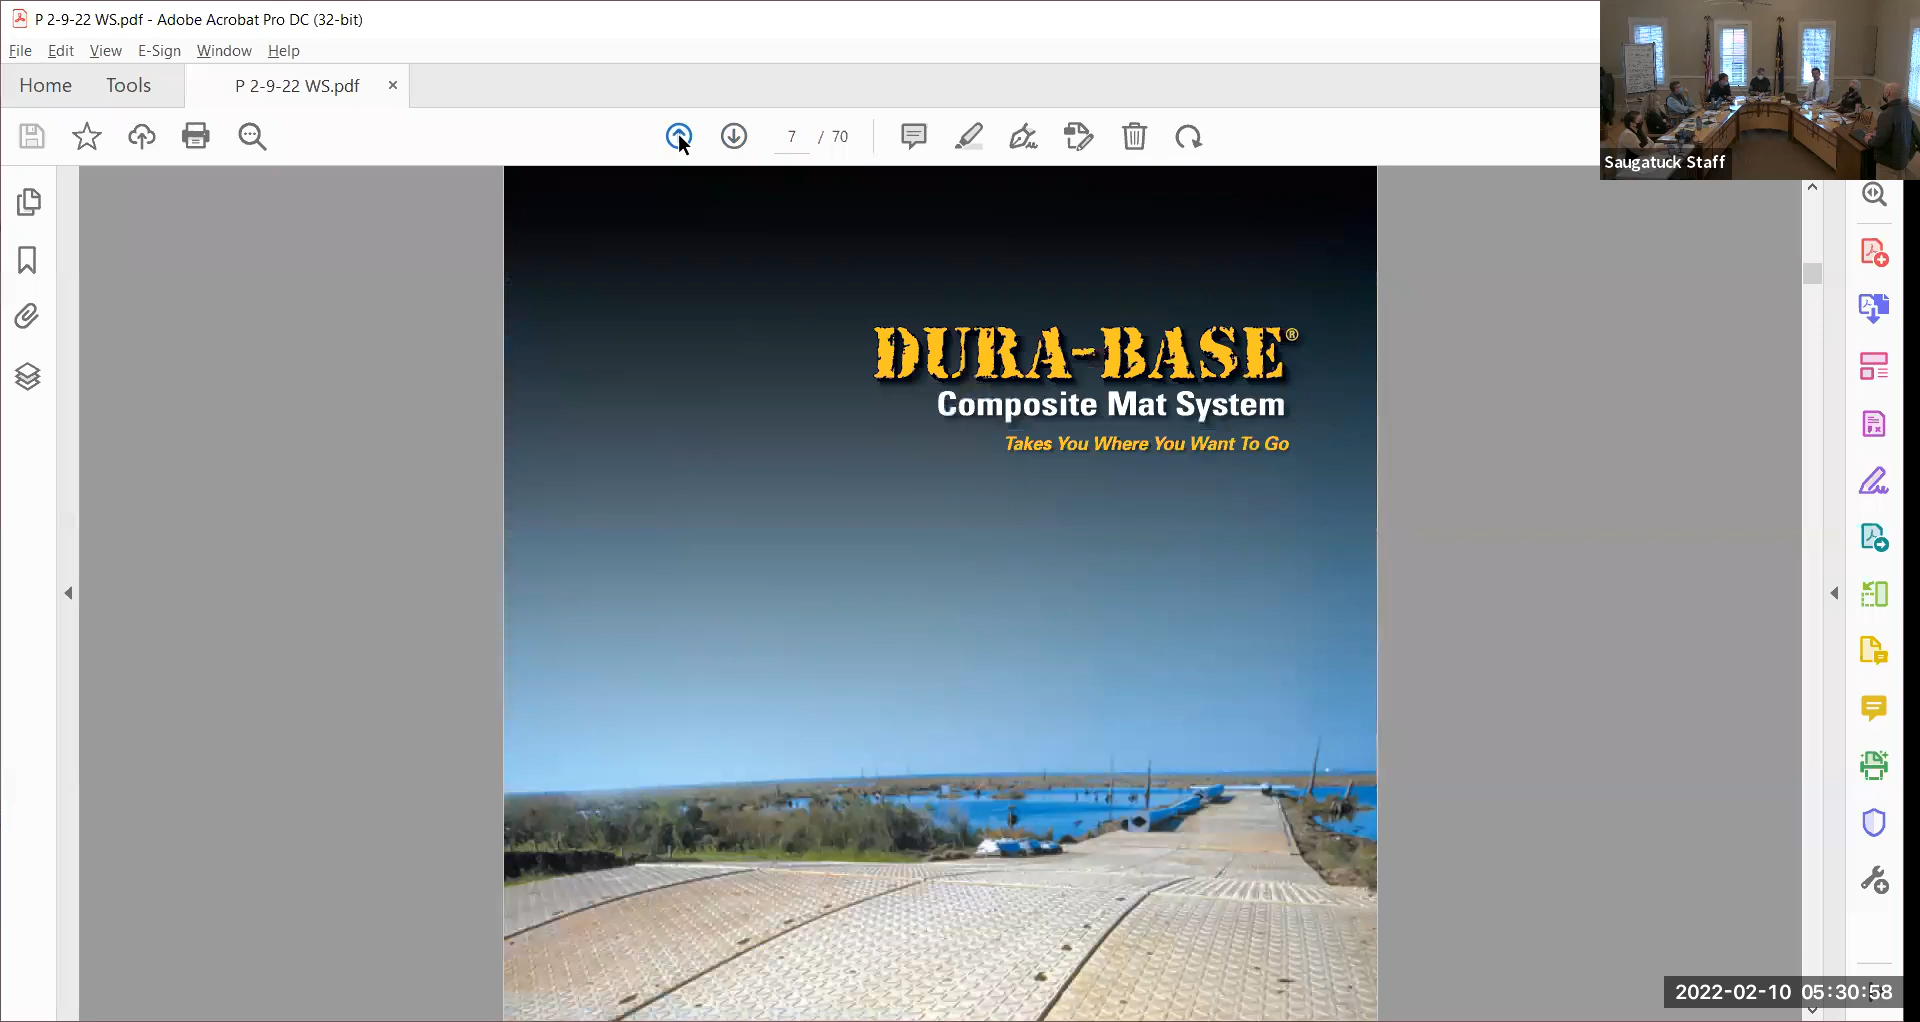 P 2-9-22 WS.pdf - Adobe Acrobat Pro DC (32-bit)
File Edit View E-Sign Window Help
Home Tools P 2-9-22 WS.pdf ×
7 / 70
Saugatuck Staff
DURA-BASE®
Composite Mat System
Takes You Where You Want To Go
2022-02-10 05:30:58